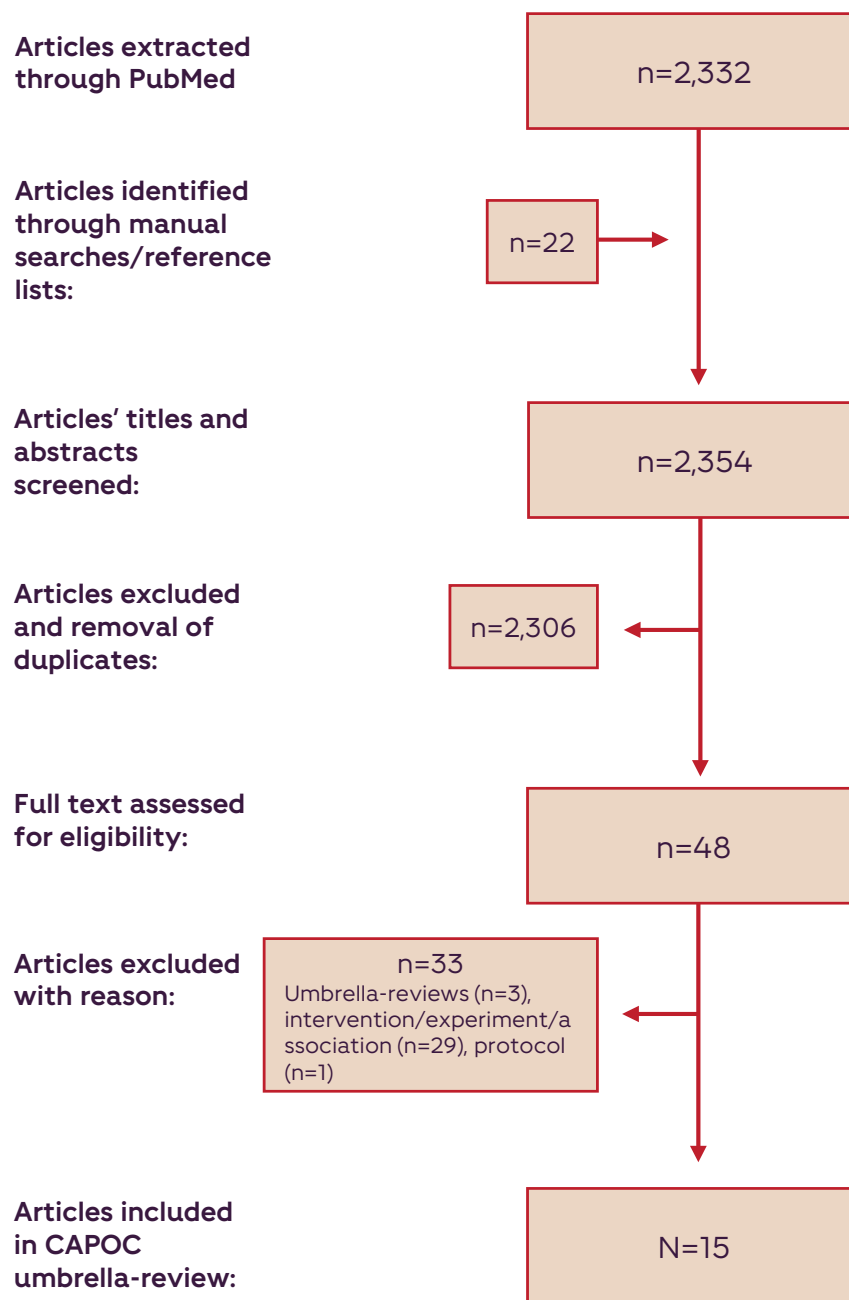 Articles extracted
through PubMed
n=2,332
Articles identified
through manual
searches/reference
lists:
n=22
Articles’ titles and
abstracts
screened:
n=2,354
Articles excluded
and removal of
duplicates:
n=2,306
Full text assessed
for eligibility:
n=48
Articles excluded
with reason:
n=33
Umbrella-reviews (n=3),
intervention/experiment/a
ssociation (n=29), protocol
(n=1)
Articles included
in CAPOC
umbrella-review:
N=15